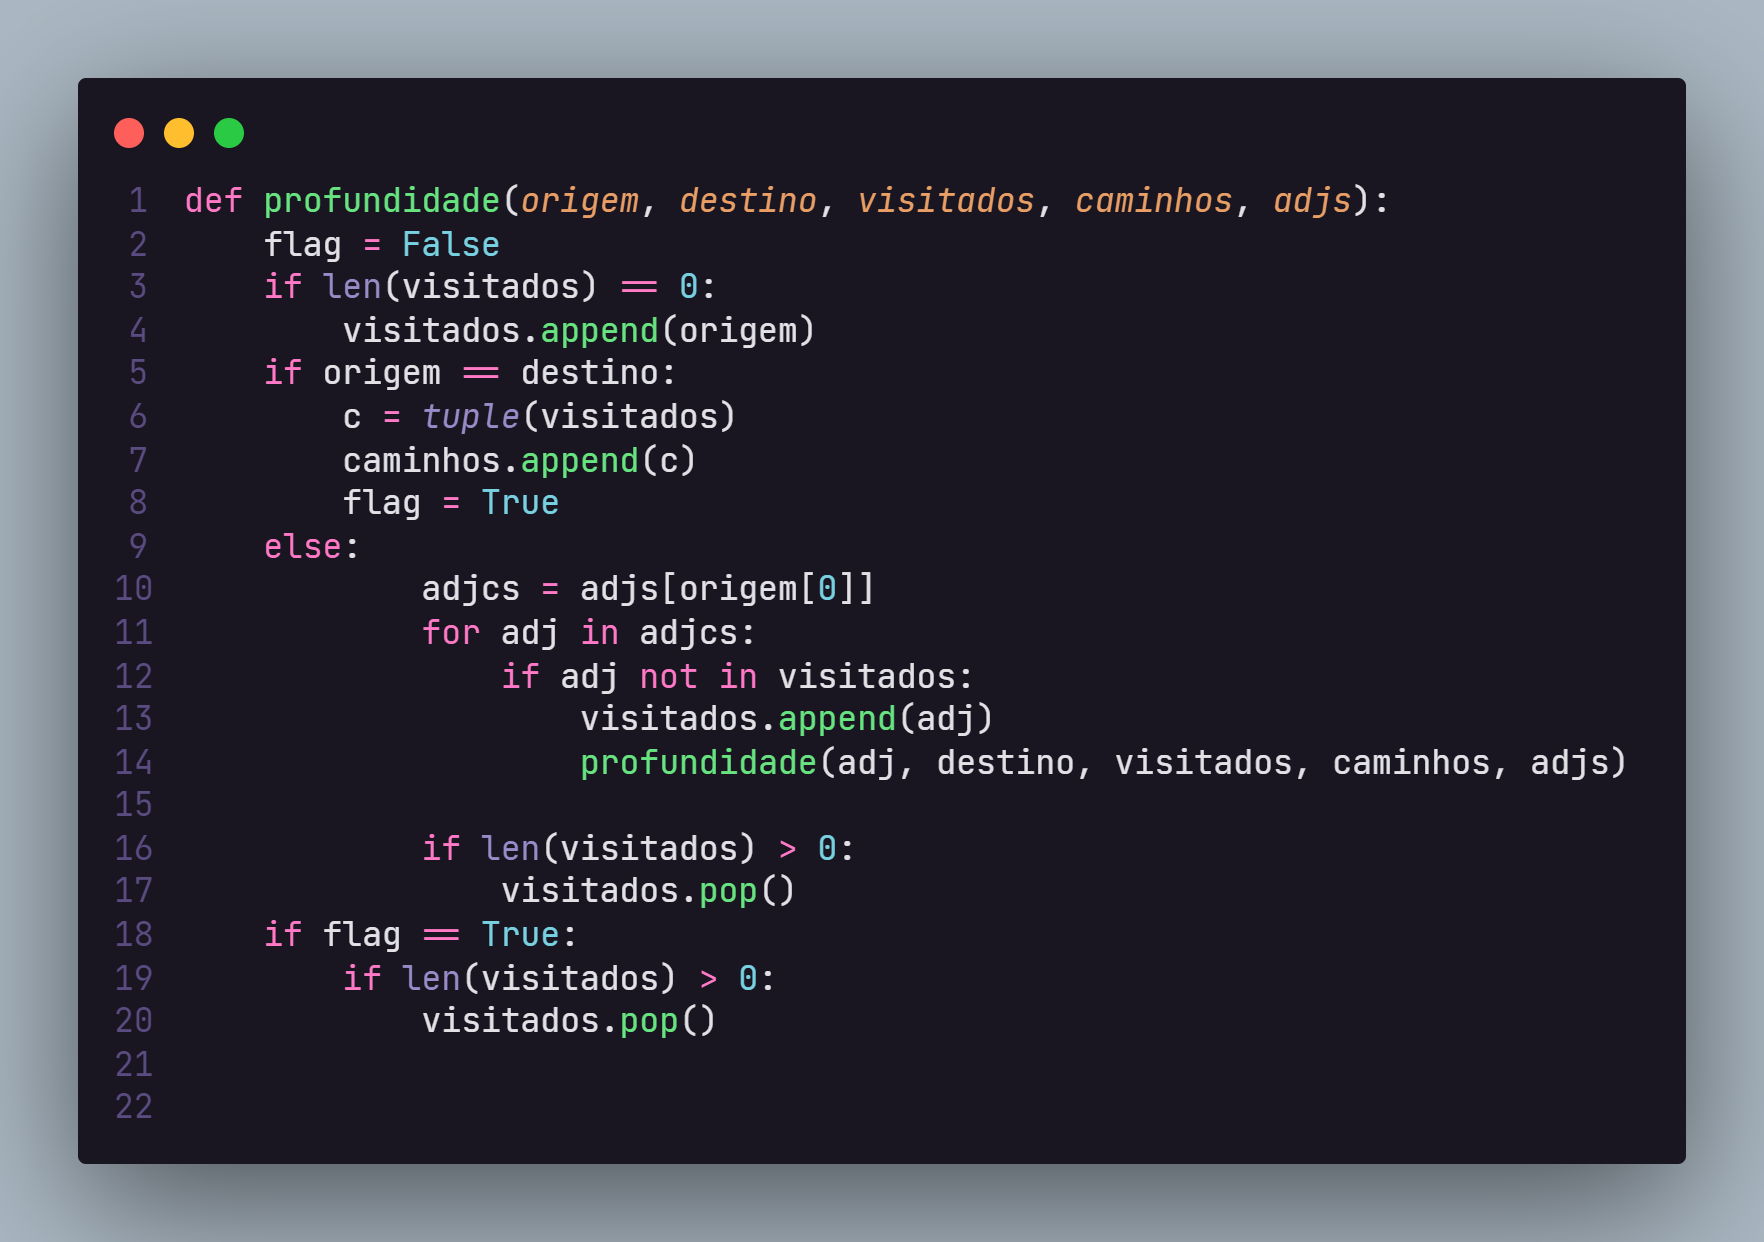 1 def profundidade(origem, destino, visitados, caminhos, adjs):
2     flag = False
3     if len(visitados) == 0:
4         visitados.append(origem)
5     if origem == destino:
6         c = tuple(visitados)
7         caminhos.append(c)
8         flag = True
9     else:
10             adjcs = adjs[origem[0]]
11             for adj in adjcs:
12                 if adj not in visitados:
13                     visitados.append(adj)
14                     profundidade(adj, destino, visitados, caminhos, adjs)
15
16             if len(visitados) > 0:
17                 visitados.pop()
18     if flag == True:
19         if len(visitados) > 0:
20             visitados.pop()
21
22